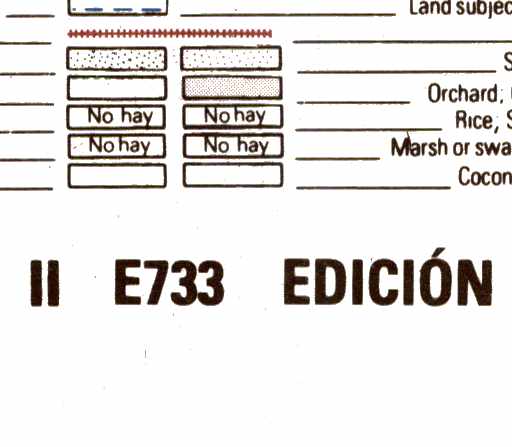 Land subjec
S
Orchard;
No hay No hay Rice, S
No hay No hay Marsh or swa
Cocon
II E733 EDICIÓN